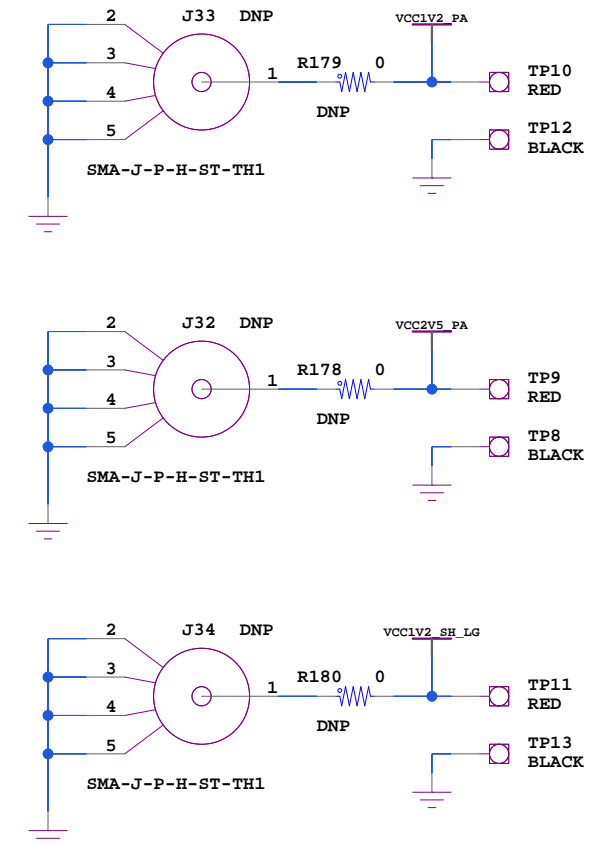 2 J33 DNP VCC1V2_PA
3 R179 0 TP10
1 RED
4 DNP TP12
5 BLACK
SMA-J-P-H-ST-TH1
2 J32 DNP VCC2V5_PA
3 R178 0 TP9
1 RED
4 DNP TP8
5 BLACK
SMA-J-P-H-ST-TH1
2 J34 DNP VCC1V2_SH_LG
3 R180 0 TP11
1 RED
4 DNP TP13
5 BLACK
SMA-J-P-H-ST-TH1